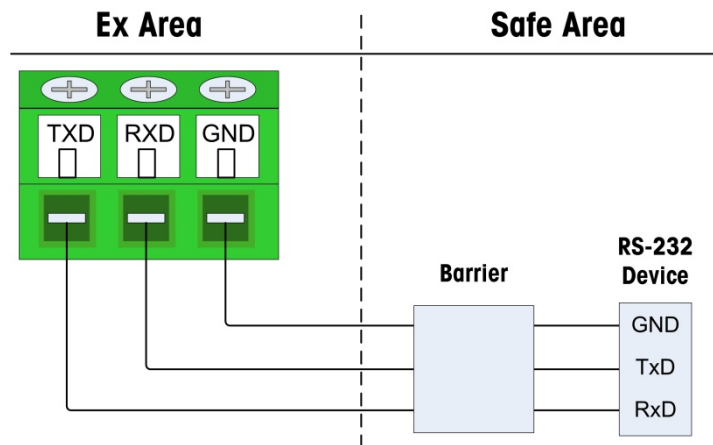 Ex Area
Safe Area
TXD RXD GND
Barrier
RS-232
Device
GND
TxD
RxD